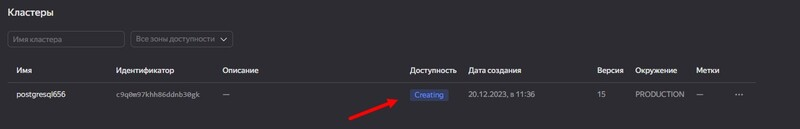 Кластеры
Имя кластера Все зоны доступности
Имя Идентификатор Описание Доступность Дата создания Версия Окружение Метки
postgresql656 c9q0m97khh86ddnb30gk — Creating 20.12.2023, в 11:36 15 PRODUCTION — ...